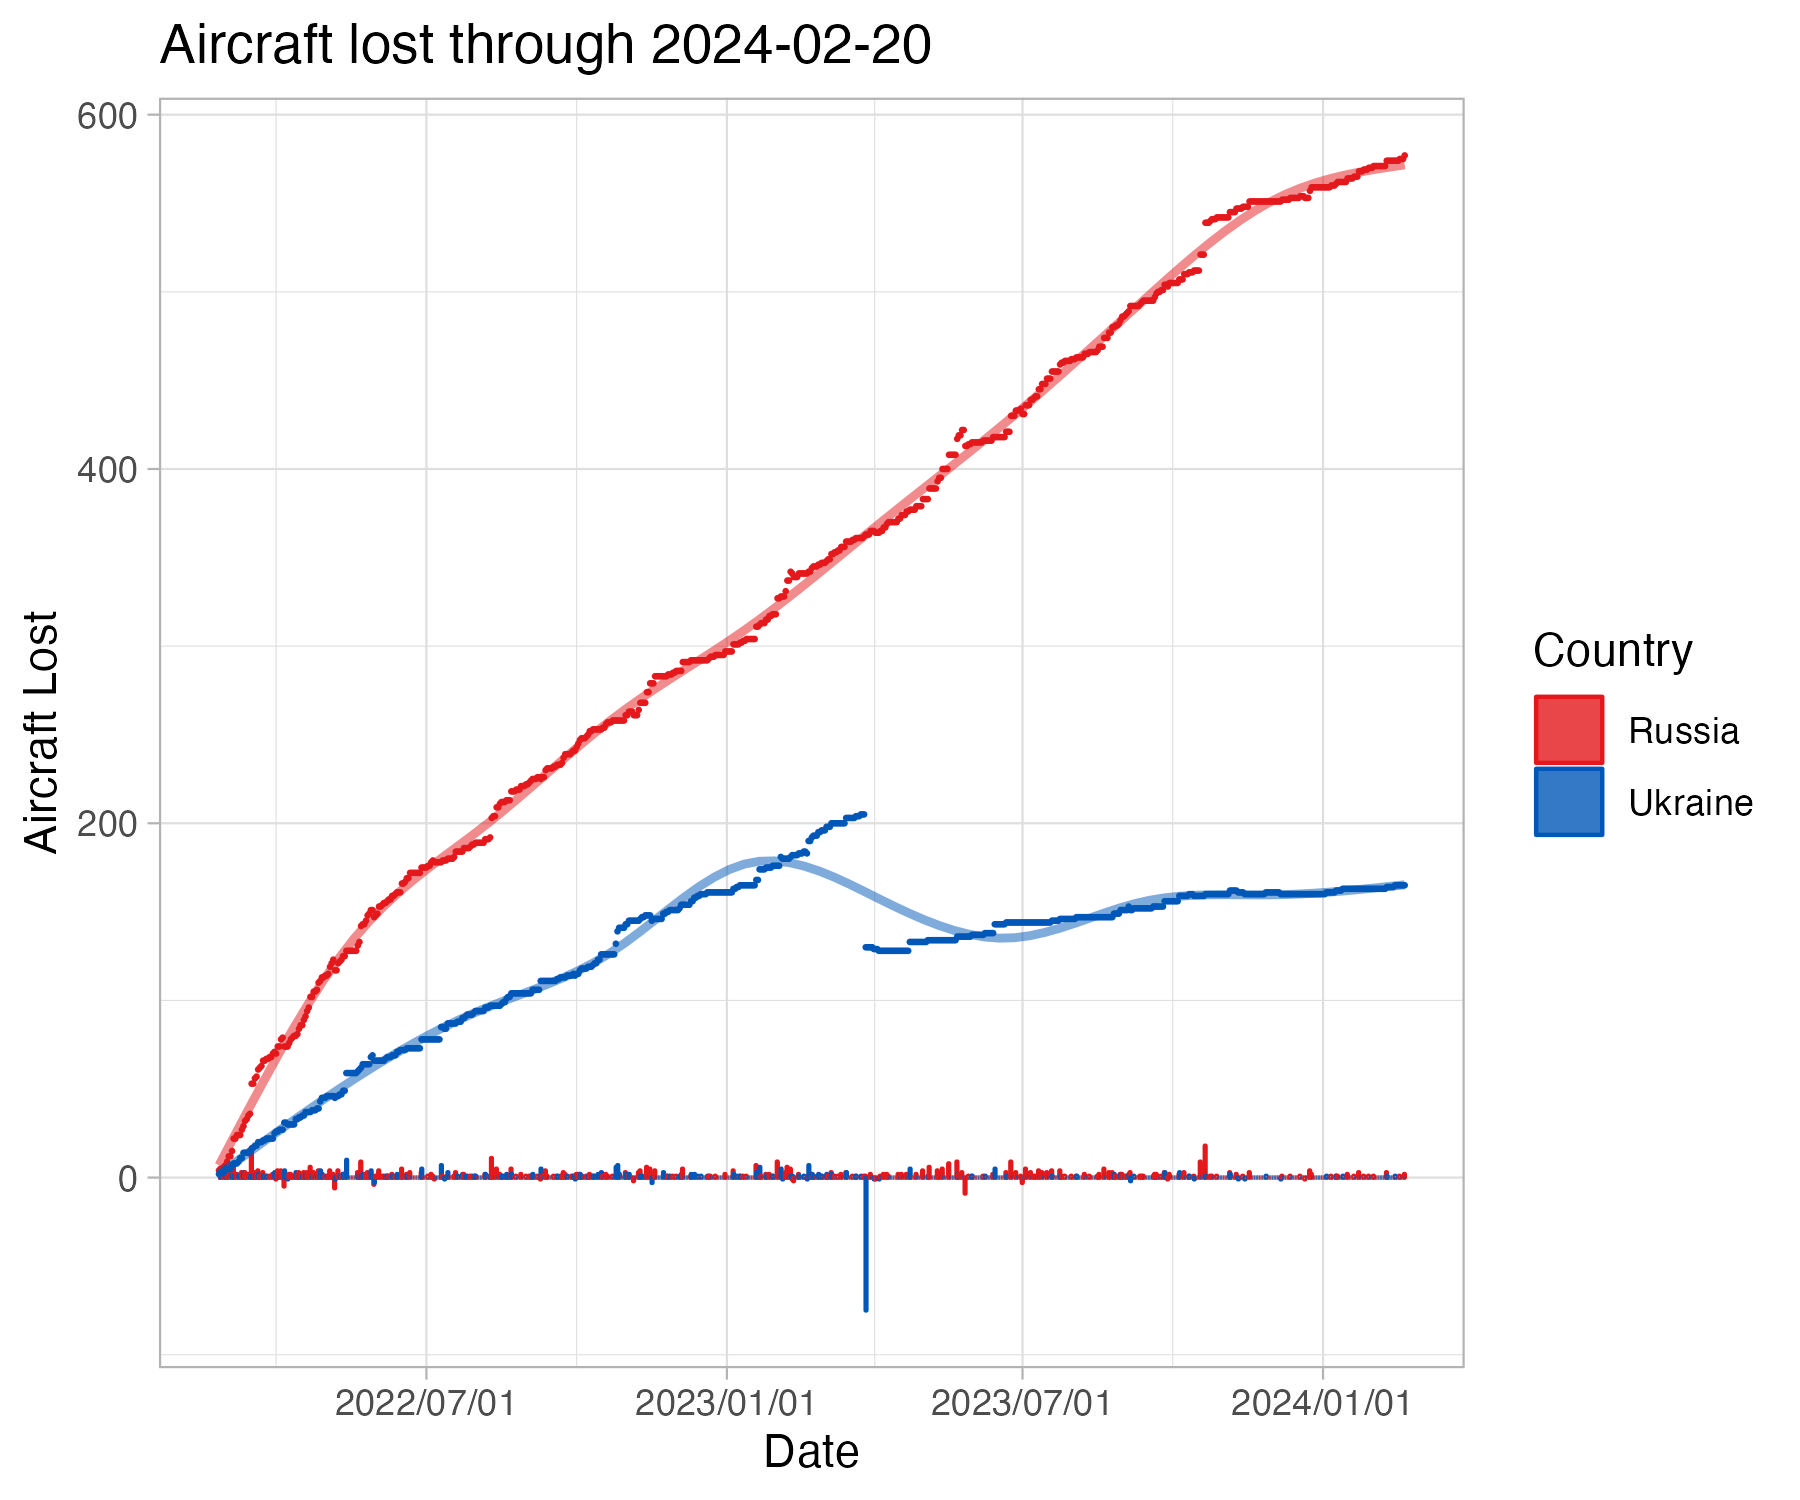 Aircraft lost through 2024-02-20
600
400
200
0
Aircraft Lost
2022/07/01
2023/01/01
2023/07/01
2024/01/01
Date
Country
Russia
Ukraine